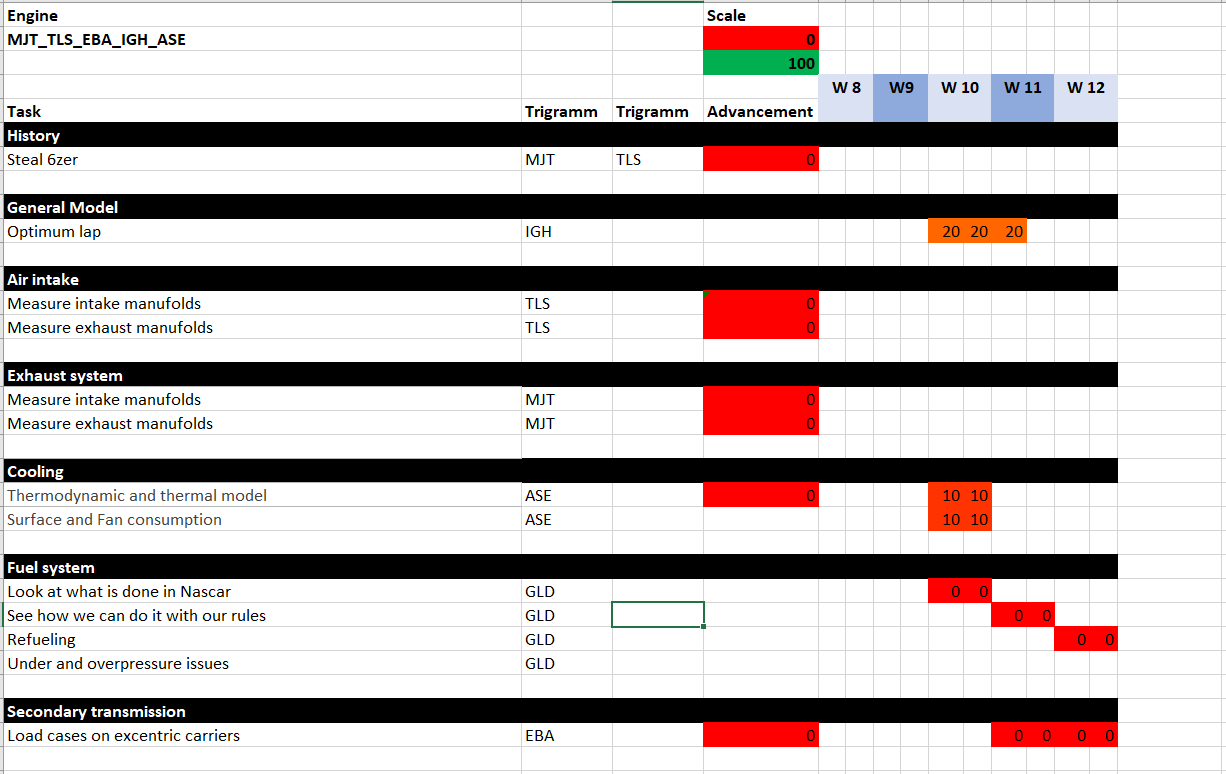 Engine Scale
MJT_TLS_EBA_IGH_ASE 0
100
W 8 W9 W 10 W 11 W 12
Task Trigramm Trigramm Advancement
History
Steal 6zer MJT TLS 0
General Model
Optimum lap IGH 20 20 20
Air intake
Measure intake manufolds TLS 0
Measure exhaust manufolds TLS 0
Exhaust system
Measure intake manufolds MJT 0
Measure exhaust manufolds MJT 0
Cooling
Thermodynamic and thermal model ASE 0 10 10
Surface and Fan consumption ASE 10 10
Fuel system
Look at what is done in Nascar GLD 0 0
See how we can do it with our rules GLD 0 0
Refueling GLD 0 0
Under and overpressure issues GLD
Secondary transmission
Load cases on excentric carriers EBA 0 0 0 0 0